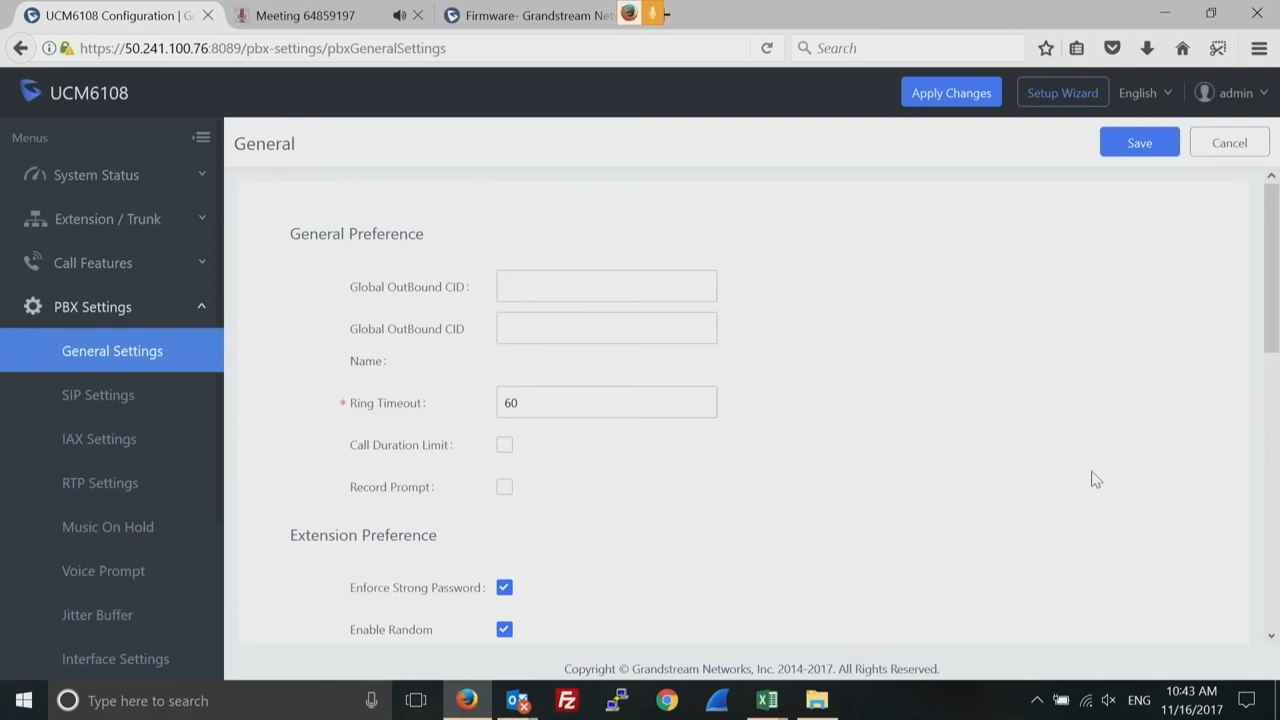 UCM6108 Configuration | G
Meeting 64859197
Firmware- Grandstream Net
https://50.241.100.76:8089/pbx-settings/pbxGeneralSettings
Search
UCM6108
Apply Changes
Setup Wizard
English
admin
Menus
General
Save
Cancel
System Status
Extension / Trunk
Call Features
PBX Settings
General Settings
SIP Settings
IAX Settings
RTP Settings
Music On Hold
Voice Prompt
Jitter Buffer
Interface Settings
General Preference
Global OutBound CID:
Global OutBound CID
Name:
* Ring Timeout: 60
Call Duration Limit:
Record Prompt:
Extension Preference
Enforce Strong Password:
Enable Random
Copyright © Grandstream Networks, Inc. 2014-2017. All Rights Reserved.
Type here to search
ENG
10:43 AM
11/16/2017